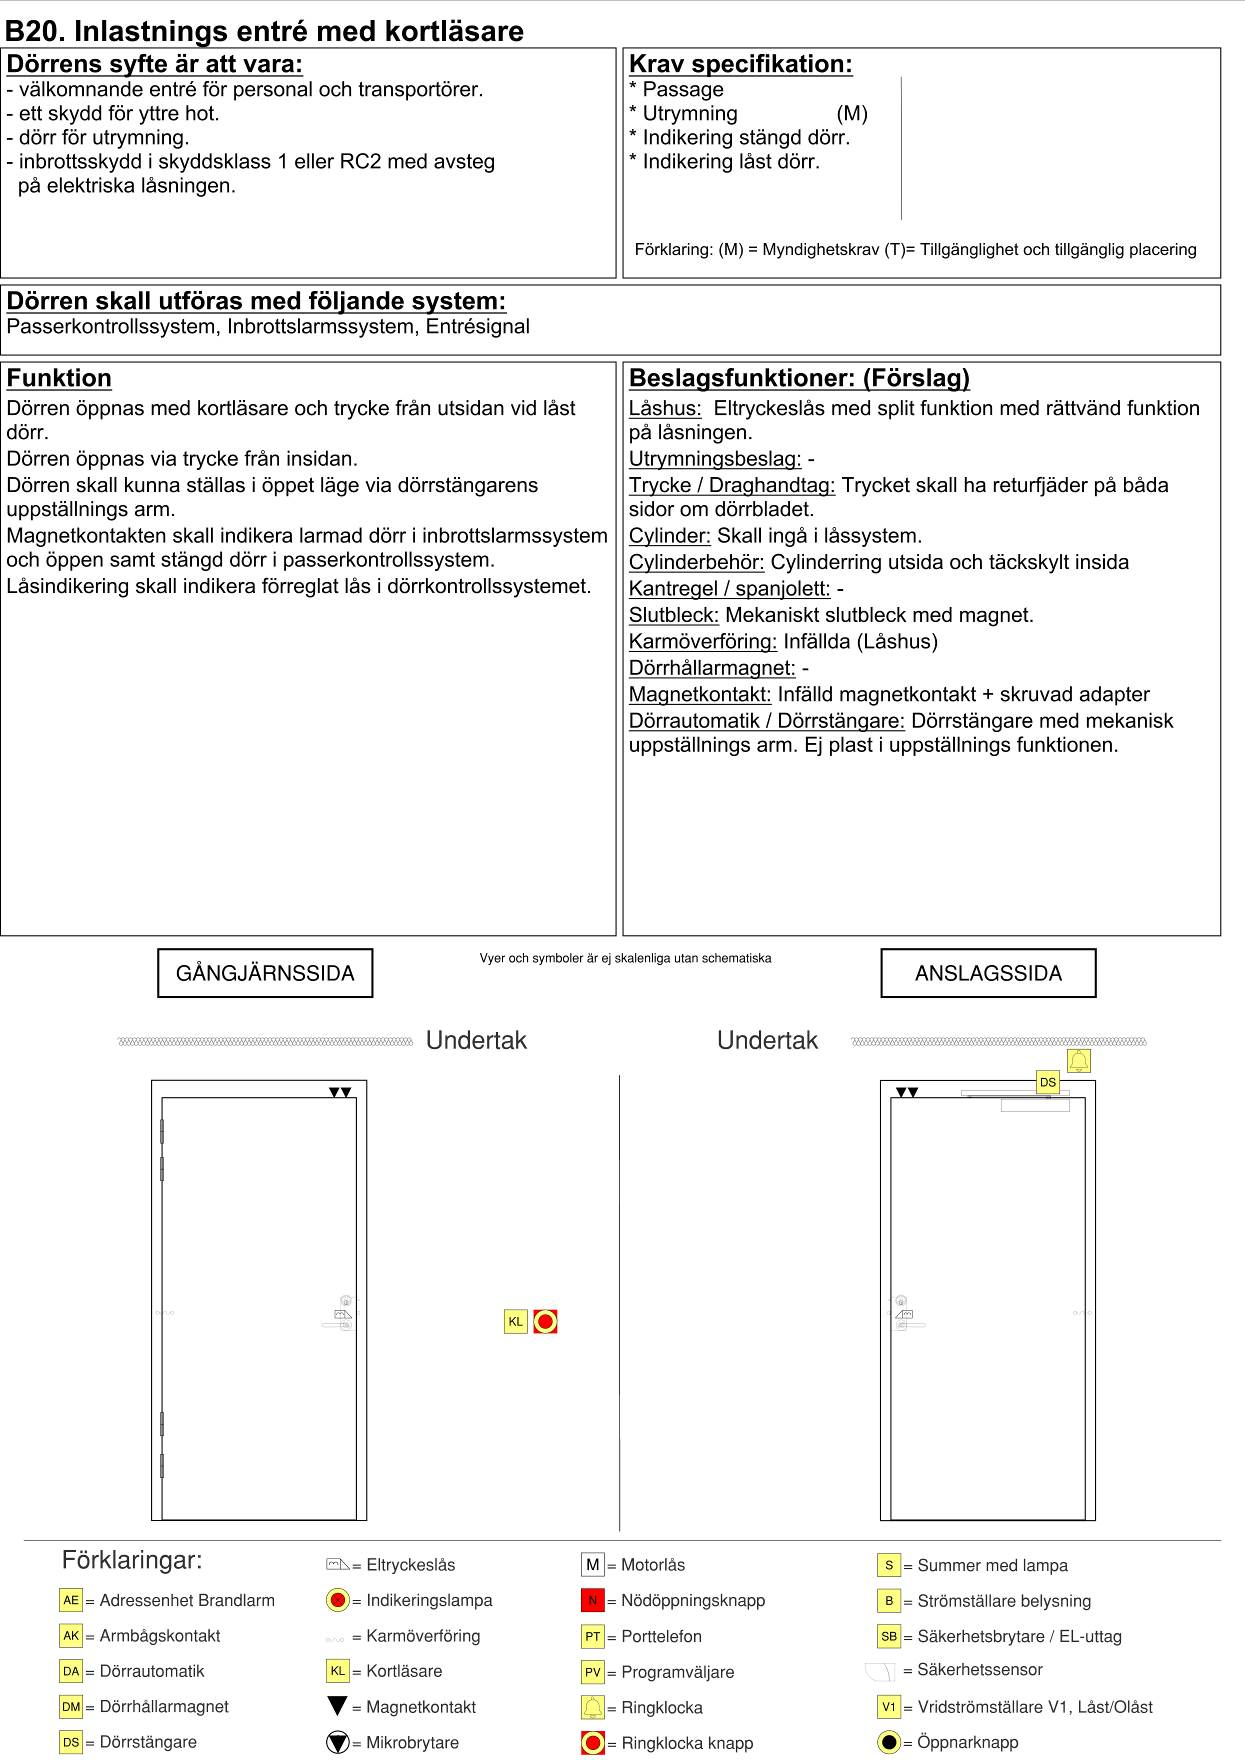 B20. Inlastnings entré med kortläsare
Dörrens syfte är att vara:
- välkomnande entré för personal och transportörer.
- ett skydd för yttre hot.
- dörr för utrymning.
- inbrottsskydd i skyddsklass 1 eller RC2 med avsteg
på elektriska låsningen.
Krav specifikation:
* Passage
* Utrymning (M)
* Indikering stängd dörr.
* Indikering låst dörr.
Förklaring: (M) = Myndighetskrav (T)= Tillgänglighet och tillgänglig placering
Dörren skall utföras med följande system:
Passerkontrollssystem, Inbrottslarmssystem, Entrésignal
Funktion
Dörren öppnas med kortläsare och trycke från utsidan vid låst
dörr.
Dörren öppnas via trycke från insidan.
Dörren skall kunna ställas i öppet läge via dörrstängarens
uppställnings arm.
Magnetkontakten skall indikera larmad dörr i inbrottslarmssystem
och öppen samt stängd dörr i passerkontrollssystem.
Låsindikering skall indikera förreglat lås i dörrkontrollssystemet.
Beslagsfunktioner: (Förslag)
Låshus: Eltryckeslås med split funktion med rättvänd funktion
på låsningen.
Utrymningsbeslag: -
Trycke / Draghandtag: Trycket skall ha returfjäder på båda
sidor om dörrbladet.
Cylinder: Skall ingå i låssystem.
Cylinderbehör: Cylinderring utsida och täckskylt insida
Kantregel / spanjolett: -
Slutbleck: Mekaniskt slutbleck med magnet.
Karmöverföring: Infällda (Låshus)
Dörrhållarmagnet: -
Magnetkontakt: Infälld magnetkontakt + skruvad adapter
Dörrautomatik / Dörrstängare: Dörrstängare med mekanisk
uppställnings arm. Ej plast i uppställnings funktionen.
GÅNGJÄRNSSIDA
Vyer och symboler är ej skalenliga utan schematiska
ANSLAGSSIDA
Undertak
Undertak
DS
KL
Förklaringar:
AE = Adressenhet Brandlarm
AK = Armbågskontakt
DA = Dörrautomatik
DM = Dörrhållarmagnet
DS = Dörrstängare
= Eltryckeslås
= Indikeringslampa
= Karmöverföring
KL = Kortläsare
= Magnetkontakt
= Mikrobrytare
M = Motorlås
N = Nödöppningsknapp
PT = Porttelefon
PV = Programväljare
= Ringklocka
= Ringklocka knapp
S = Summer med lampa
B = Strömställare belysning
SB = Säkerhetsbrytare / EL-uttag
= Säkerhetssensor
V1 = Vridströmställare V1, Låst/Olåst
= Öppnarknapp